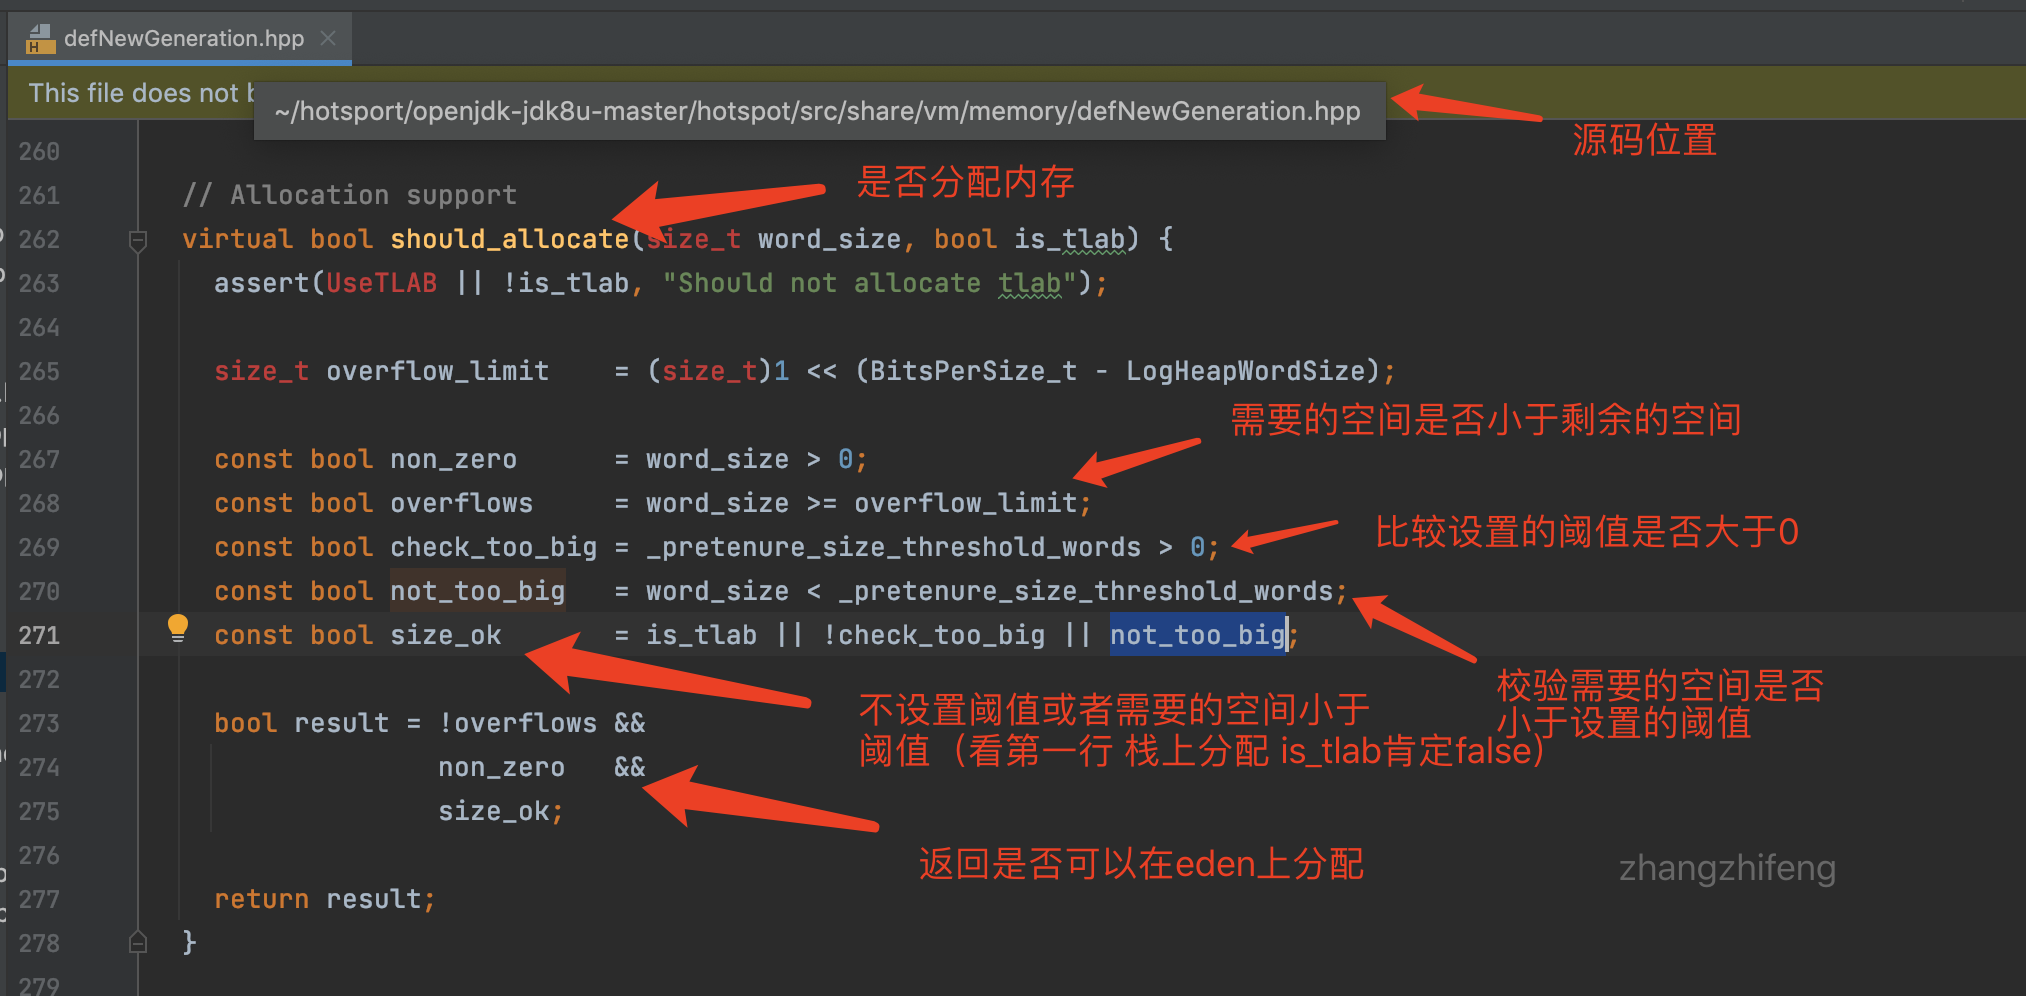 defNewGeneration.hpp
This file does not b
~/hotsport/openjdk-jdk8u-master/hotspot/src/share/vm/memory/defNewGeneration.hpp
源码位置
260
261 // Allocation support
是否分配内存
262 virtual bool should_allocate(size_t word_size, bool is_tlab) {
263 assert(UseTLAB || !is_tlab, "Should not allocate tlab");
264
265 size_t overflow_limit = (size_t)1 << (BitsPerSize_t - LogHeapWordSize);
266
需要的空间是否小于剩余的空间
267 const bool non_zero = word_size > 0;
268 const bool overflows = word_size >= overflow_limit;
269 const bool check_too_big = _pretenure_size_threshold_words > 0;
比较设置的阈值是否大于0
270 const bool not_too_big = word_size < _pretenure_size_threshold_words;
271 const bool size_ok = is_tlab || !check_too_big || not_too_big;
272
校验需要的空间是否
小于设置的阈值
不设置阈值或者需要的空间小于
阈值（看第一行 栈上分配 is_tlab肯定false）
273 bool result = !overflows &&
274 non_zero &&
275 size_ok;
276
返回是否可以在eden上分配
zhangzhifeng
277 return result;
278 }
279